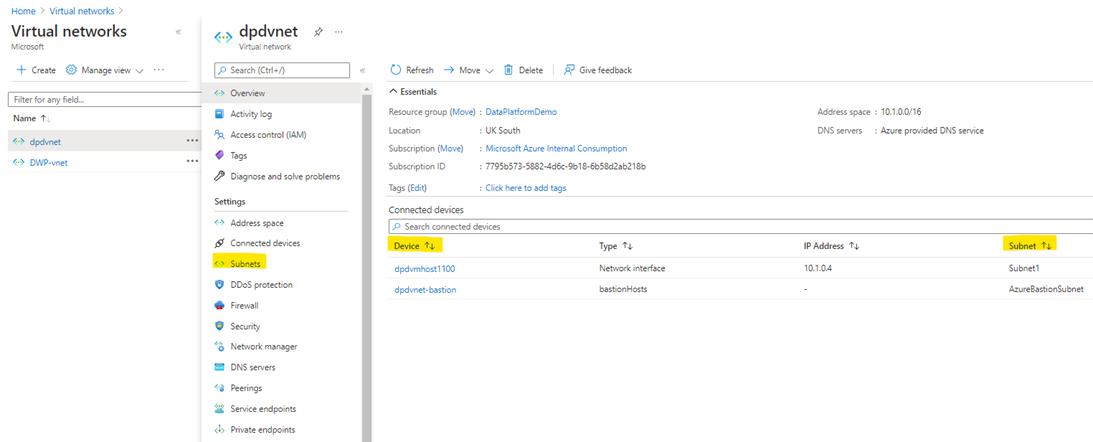 Home > Virtual networks >
Virtual networks
Microsoft
Create Manage view ...
Filter for any field...
Name
dpdvnet ...
DWP-vnet ...
dpdvnet ...
Virtual network
Search (Ctrl+/)
Overview
Activity log
Access control (IAM)
Tags
Diagnose and solve problems
Settings
Address space
Connected devices
Subnets
DDoS protection
Firewall
Security
Network manager
DNS servers
Peerings
Service endpoints
Private endpoints
Refresh Move Delete Give feedback
Essentials
Resource group (Move) : DataPlatformDemo
Location : UK South
Subscription (Move) : Microsoft Azure Internal Consumption
Subscription ID : 7795b573-5882-4d6c-9b18-6b58d2ab218b
Tags (Edit) : Click here to add tags
Address space : 10.1.0.0/16
DNS servers : Azure provided DNS service
Connected devices
Search connected devices
Device Type IP Address Subnet
dpdvmhost1100 Network interface 10.1.0.4 Subnet1
dpdvnet-bastion bastionHosts - AzureBastionSubnet